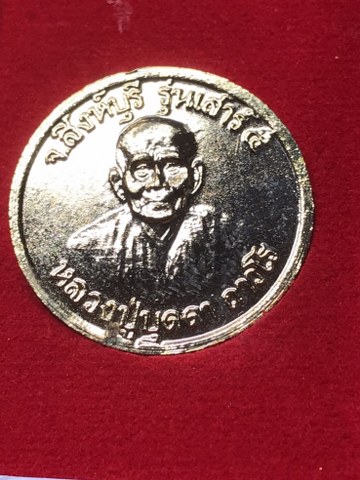 จ.สิงห์บุรี รุ่นเสาร์ ๕
หลวงปู่บุดดา ถาวโร